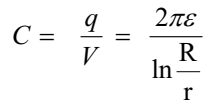 C = q/V = 2πε / ln R/r